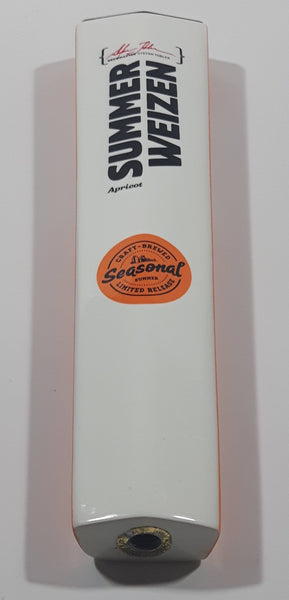 SUMMER
WEIZEN
Apricot
CRAFT-BREWED
Seasonal
SUMMER
LIMITED RELEASE